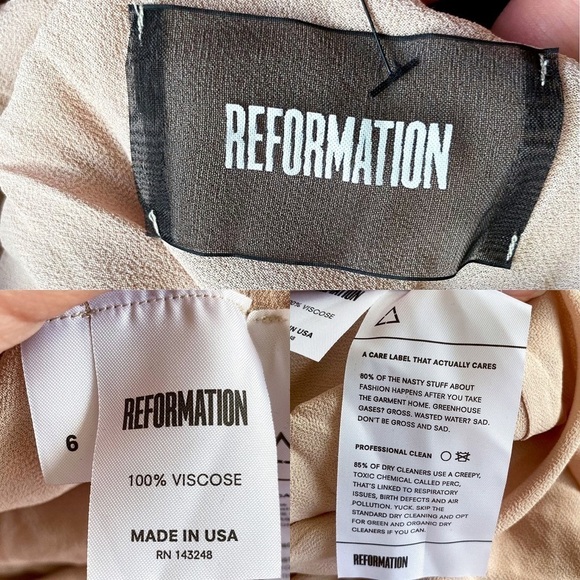 REFORMATION
6
REFORMATION
100% VISCOSE
MADE IN USA
RN 143248
REFORMATION
100% VISCOSE
IN USA
A CARE LABEL THAT ACTUALLY CARES
80% OF THE NASTY STUFF ABOUT
FASHION HAPPENS AFTER YOU TAKE
THE GARMENT HOME. GREENHOUSE
GASES? GROSS. WASTED WATER? SAD.
DON'T BE GROSS AND SAD.
PROFESSIONAL CLEAN
85% OF DRY CLEANERS USE A CREEPY,
TOXIC CHEMICAL CALLED PERC,
THAT'S LINKED TO RESPIRATORY
ISSUES, BIRTH DEFECTS AND AIR
POLLUTION. YUCK. SKIP THE
STANDARD DRY CLEANING AND OPT
FOR GREEN AND ORGANIC DRY
CLEANERS IF YOU CAN.
REFORMATION